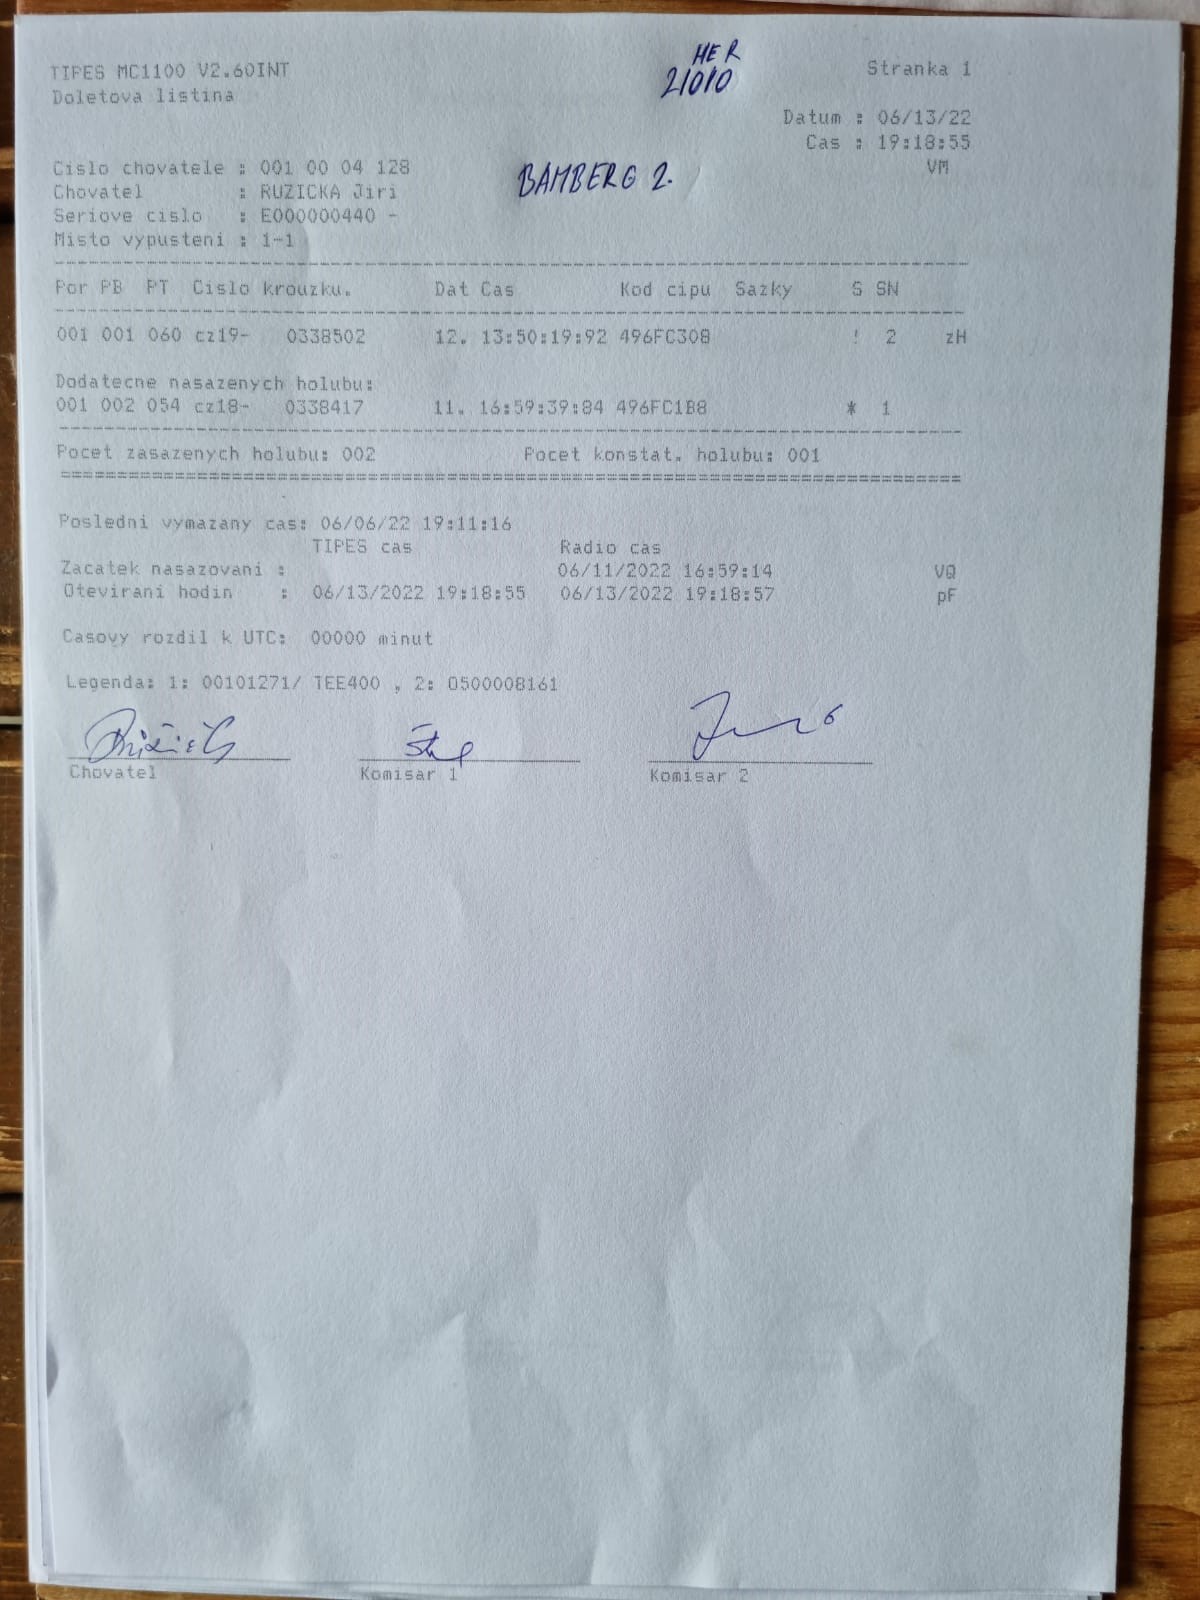 HER
TIPES MC1100 V2.60INT Stranka 1
Doletova listina
Datum : 06/13/22
Cas : 19:18:55
Cislo chovatele : 001 00 04 128 VM
BAMBERG 2.
Chovatel : RUZICKA Jiri
Seriove cislo : E000000440 -
Misto vypusteni : 1-1
Por PB PT Cislo krouzku. Dat Cas Kod cipu Sazky S SN
001 001 060 cz19- 0338502 12. 13:50:19:92 496FC308 ! 2 zH
Dodatecne nasazenych holubu:
001 002 054 cz18- 0338417 11. 16:59:39:84 496FC1B8 * 1
Pocet zasazenych holubu: 002 Pocet konstat. holubu: 001
Posledni vymazany cas: 06/06/22 19:11:16
TIPES cas Radio cas
Zacatek nasazovani : 06/11/2022 16:59:14 VQ
Otevirani hodin : 06/13/2022 19:18:55 06/13/2022 19:18:57 pF
Casovy rozdil k UTC: 00000 minut
Legenda: 1: 00101271/ TEE400 , 2: 0500008161
Chovatel Komisar 1 Komisar 2